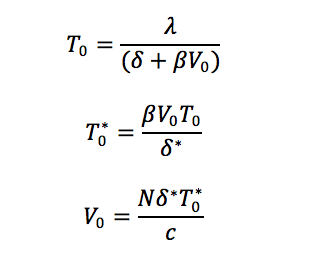 T₀ = λ / (δ + βV₀)
T₀* = βV₀T₀ / δ*
V₀ = Nδ*T₀* / c